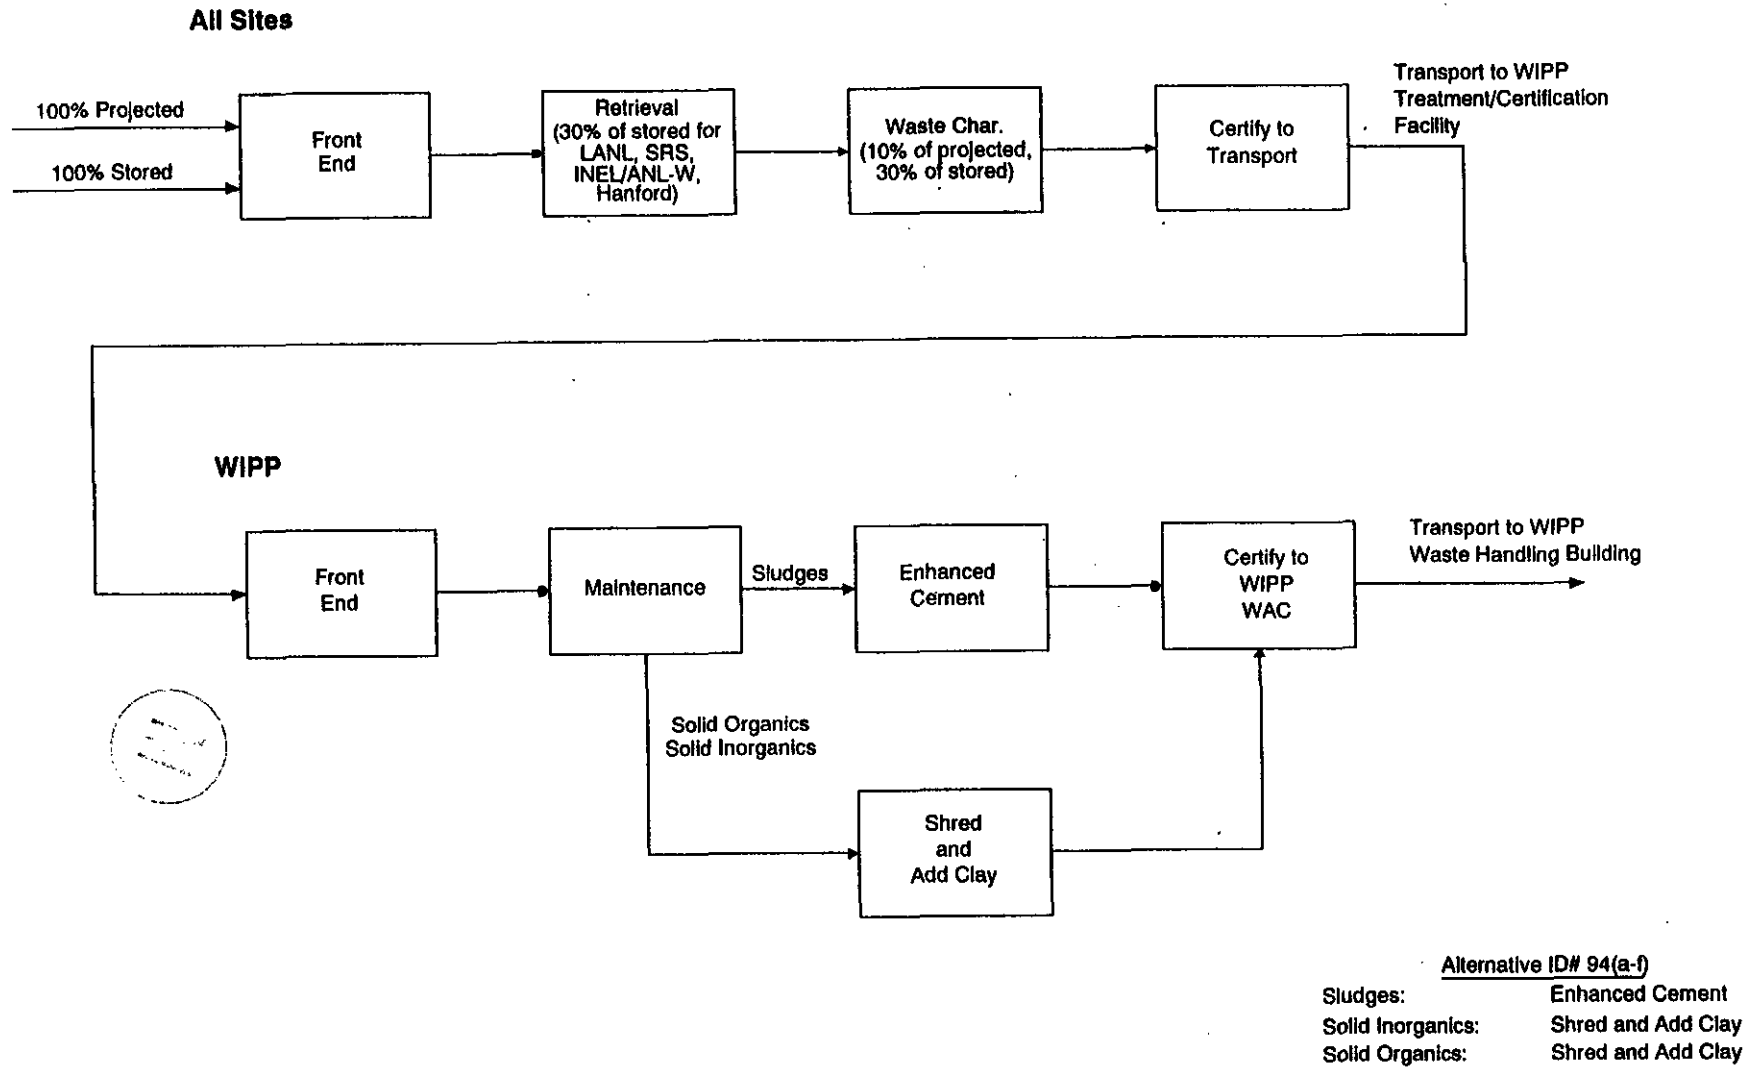 All Sites
100% Projected
100% Stored
Front
End
Retrieval
(30% of stored for
LANL, SRS,
INEL/ANL-W,
Hanford)
Waste Char.
(10% of projected,
30% of stored)
Certify to
Transport
Transport to WIPP
Treatment/Certification
Facility
WIPP
Front
End
Maintenance
Sludges
Enhanced
Cement
Certify to
WIPP
WAC
Transport to WIPP
Waste Handling Building
Solid Organics
Solid Inorganics
Shred
and
Add Clay
Alternative ID# 94(a-f)
Sludges: Enhanced Cement
Solid Inorganics: Shred and Add Clay
Solid Organics: Shred and Add Clay